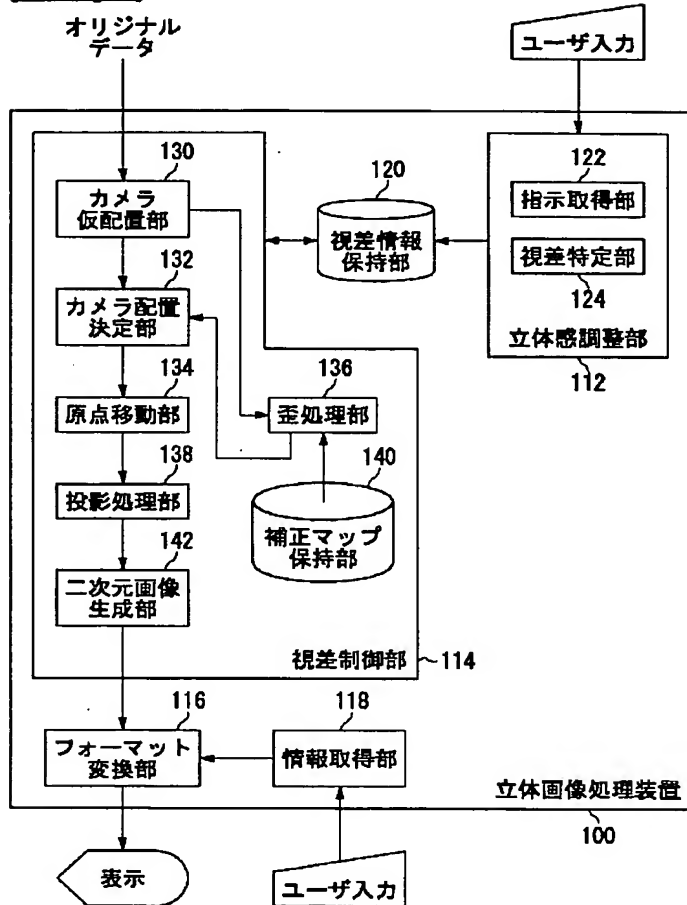 オリジナル
データ
ユーザ入力
130
カメラ
仮配置部
132
カメラ配置
決定部
134
原点移動部
138
投影処理部
142
二次元画像
生成部
136
歪処理部
140
補正マップ
保持部
視差制御部
114
120
視差情報
保持部
122
指示取得部
視差特定部
124
立体感調整部
112
116
フォーマット
変換部
118
情報取得部
立体画像処理装置
100
表示
ユーザ入力